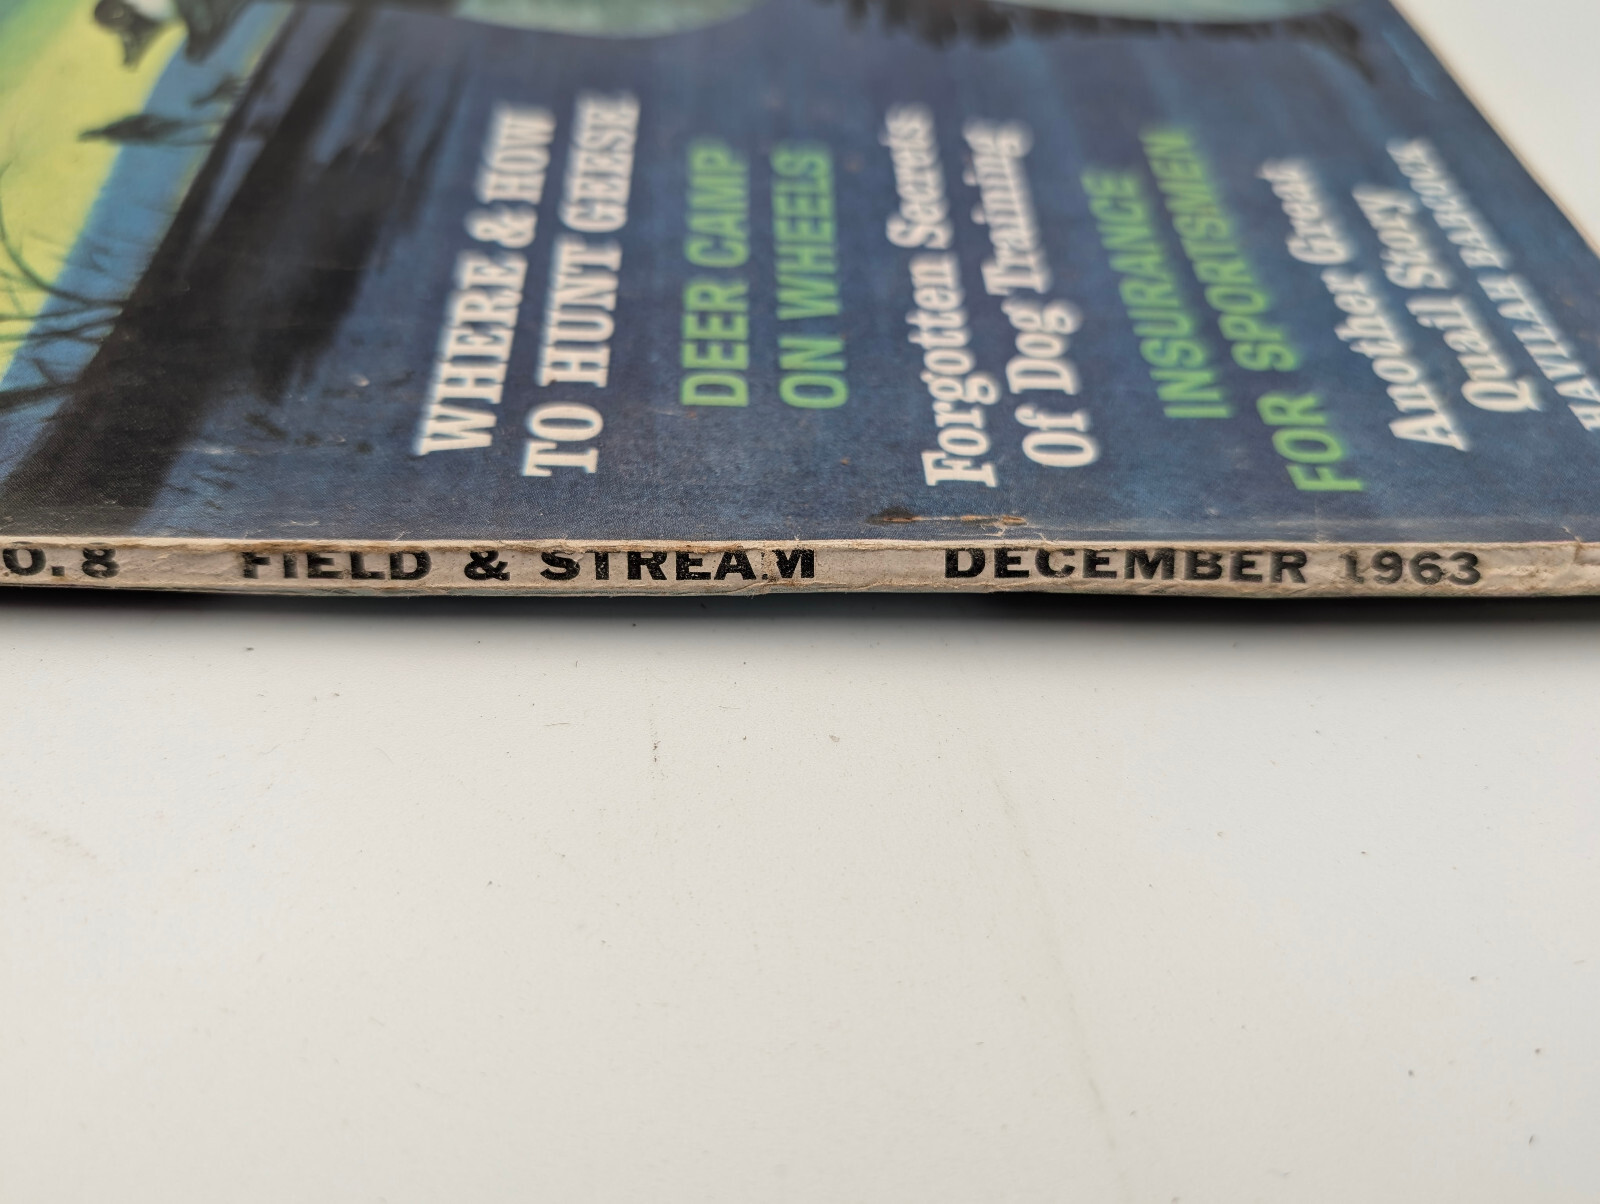 WHERE & HOW
TO HUNT GEESE
DEER CAMP
ON WHEELS
Forgotten Secrets
Of Dog Training
INSURANCE
FOR SPORTSMEN
Another Great
Quail Story
HAVILAH BABCOCK
O. 8 FIELD & STREAM DECEMBER 1963